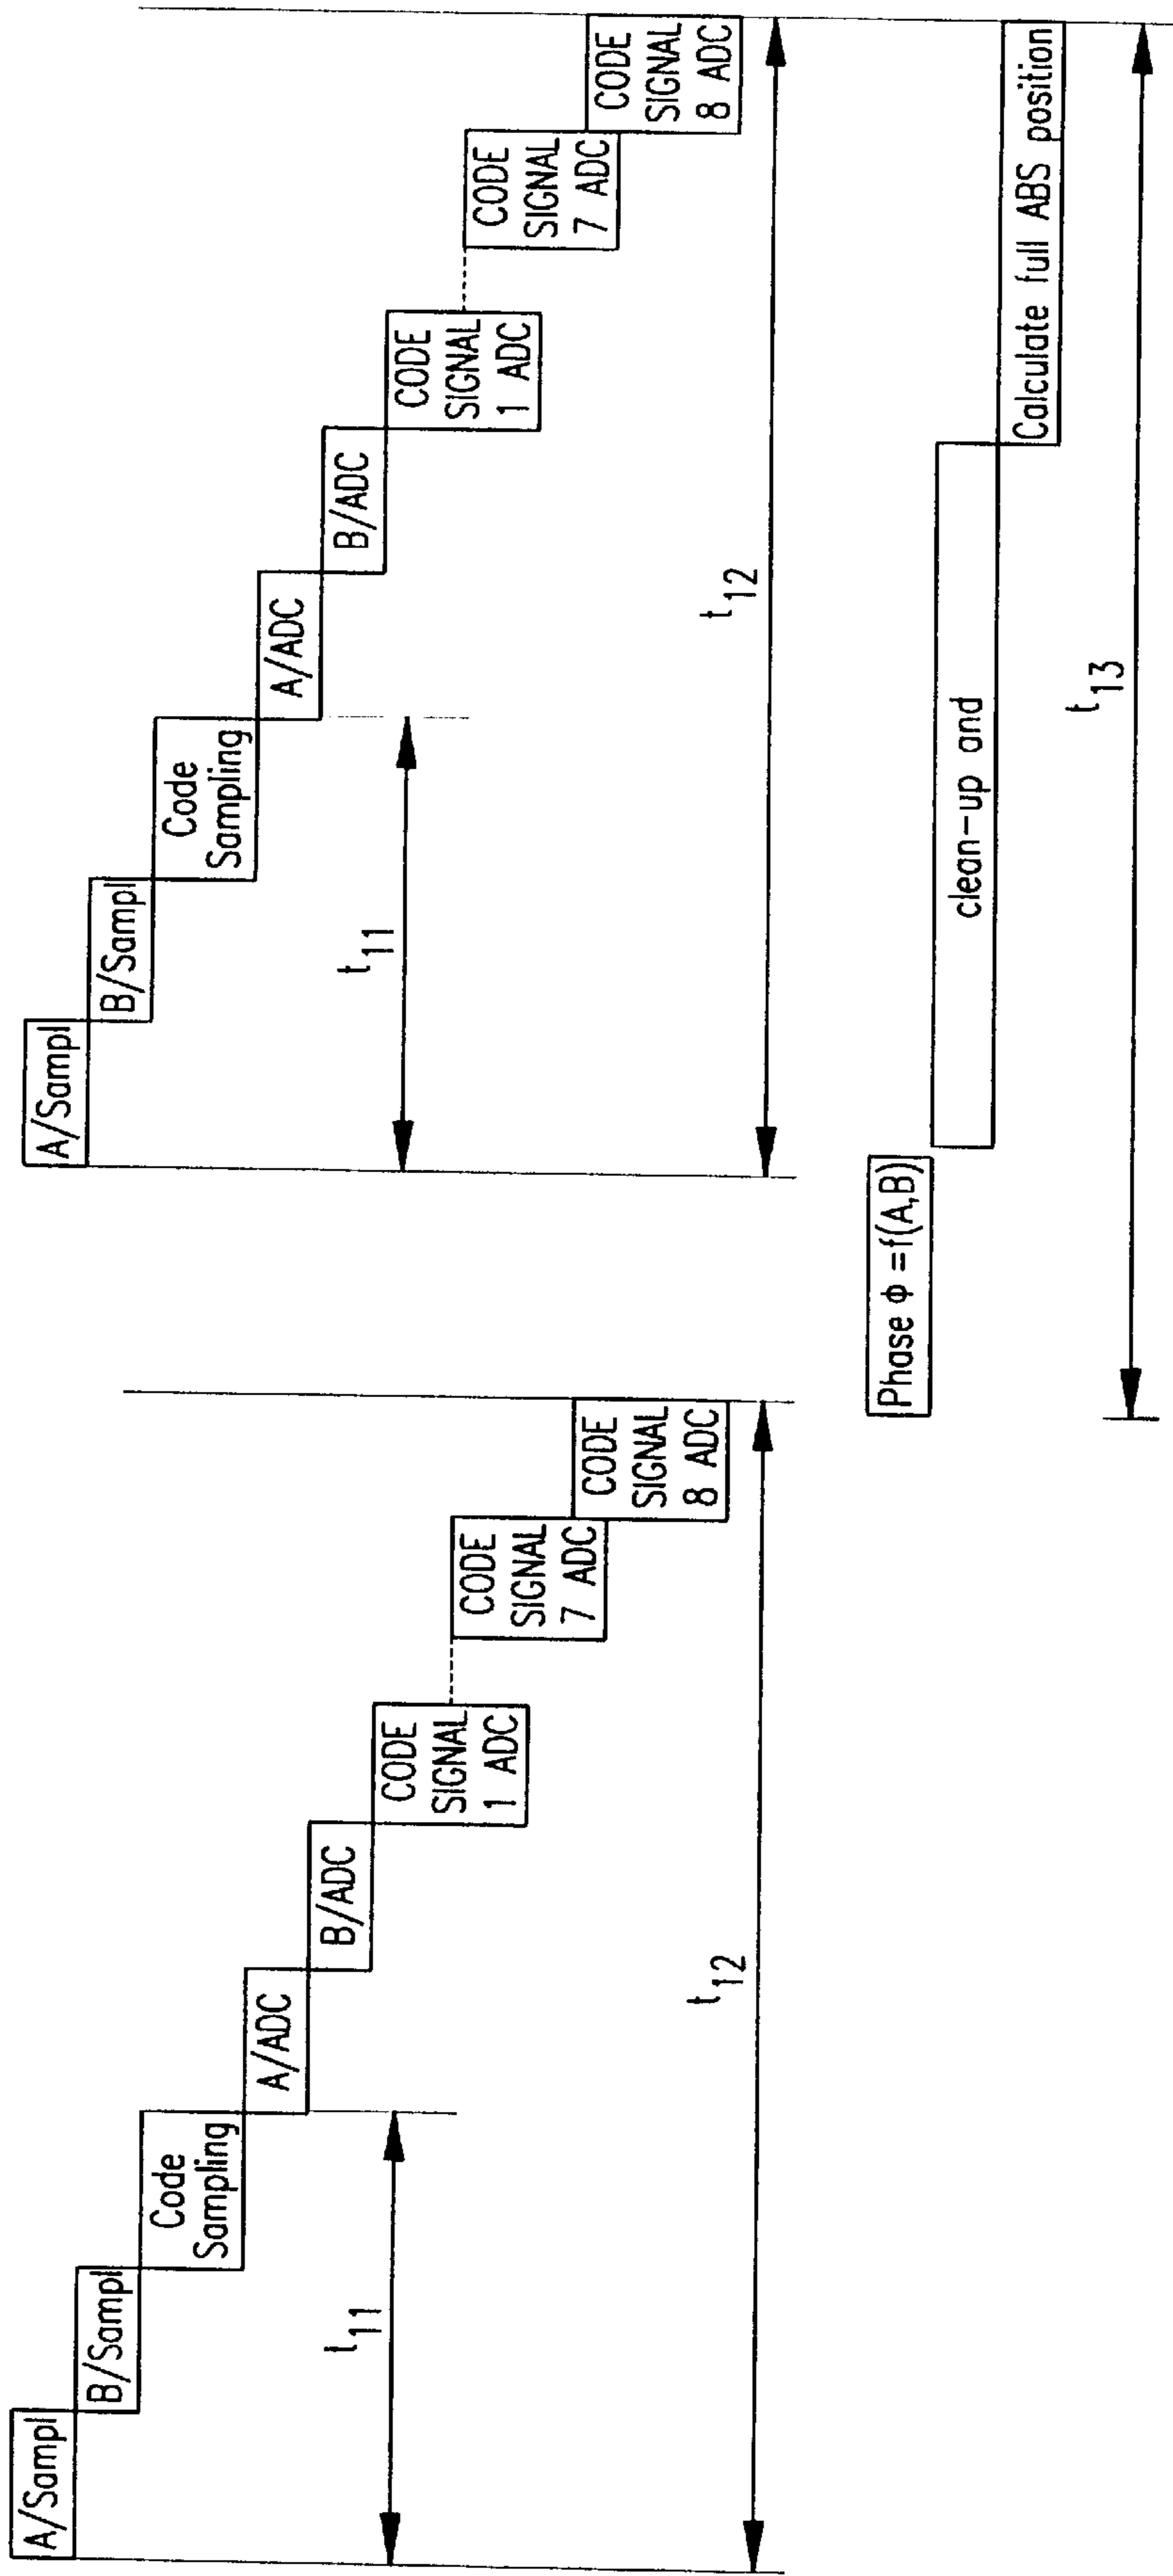 A/Sampl
B/Sampl
Code
Sampling
A/ADC
B/ADC
CODE
SIGNAL
1 ADC
CODE
SIGNAL
7 ADC
CODE
SIGNAL
8 ADC
t11
t12
A/Sampl
B/Sampl
Code
Sampling
A/ADC
B/ADC
CODE
SIGNAL
1 ADC
CODE
SIGNAL
7 ADC
CODE
SIGNAL
8 ADC
t11
t12
Phase Φ =f(A,B)
clean-up and
Calculate full ABS position
t13